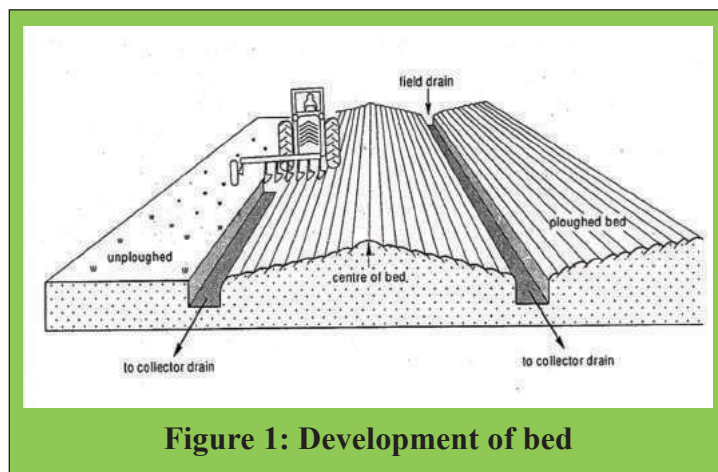 field drain
ploughed bed
unploughed
centre of bed
to collector drain
to collector drain
Figure 1: Development of bed